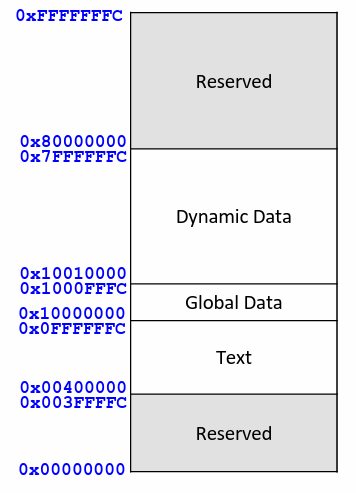 0xFFFFFFFC
Reserved
0x80000000
0x7FFFFFFC
Dynamic Data
0x10010000
0x1000FFFC
Global Data
0x10000000
0x0FFFFFFC
Text
0x00400000
0x003FFFFC
Reserved
0x00000000